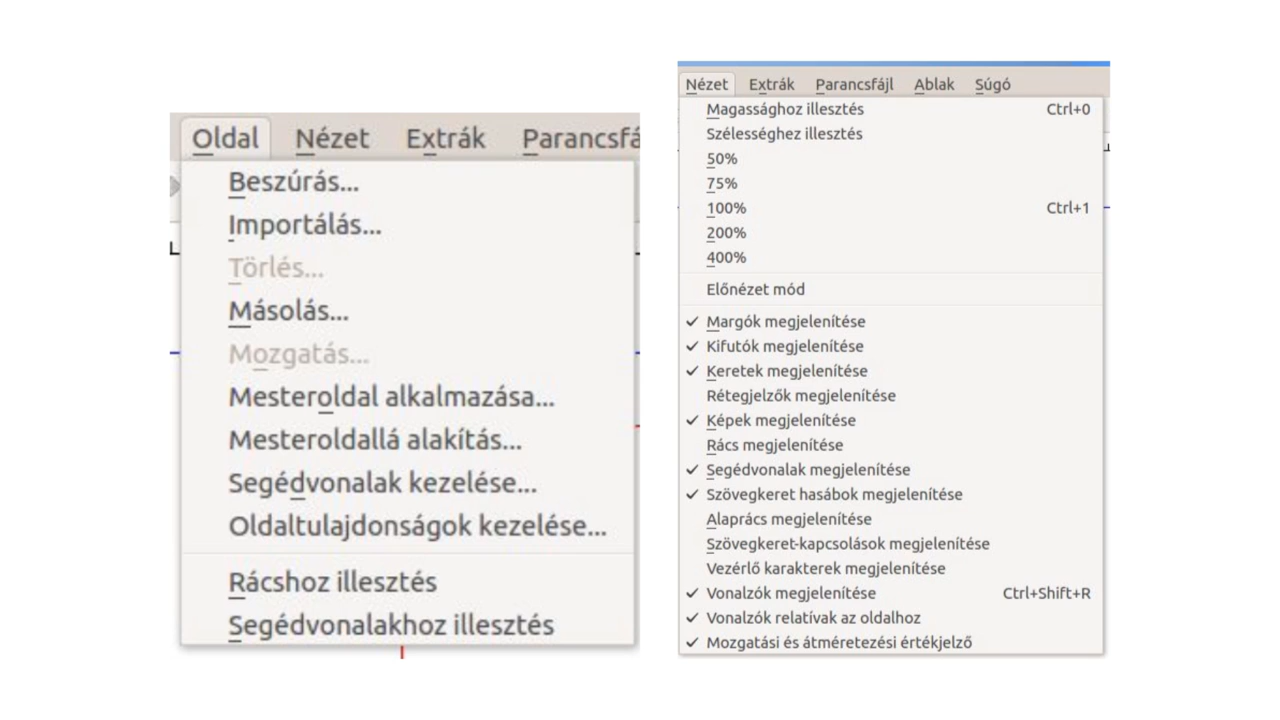 Oldal Nézet Extrák Parancsfá
Beszúrás...
Importálás...
Törlés...
Másolás...
Mozgatás...
Mesteroldal alkalmazása...
Mesteroldallá alakítás...
Segédvonalak kezelése...
Oldaltulajdonságok kezelése...
Rácshoz illesztés
Segédvonalakhoz illesztés
Nézet Extrák Parancsfájl Ablak Súgó
Magassághoz illesztés Ctrl+0
Szélességhez illesztés
50%
75%
100% Ctrl+1
200%
400%
Előnézet mód
Margók megjelenítése
Kifutók megjelenítése
Keretek megjelenítése
Rétegjelzők megjelenítése
Képek megjelenítése
Rács megjelenítése
Segédvonalak megjelenítése
Szövegkeret hasábok megjelenítése
Alaprács megjelenítése
Szövegkeret-kapcsolások megjelenítése
Vezérlő karakterek megjelenítése
Vonalzók megjelenítése Ctrl+Shift+R
Vonalzók relatívak az oldalhoz
Mozgatási és átméretezési értékjelző